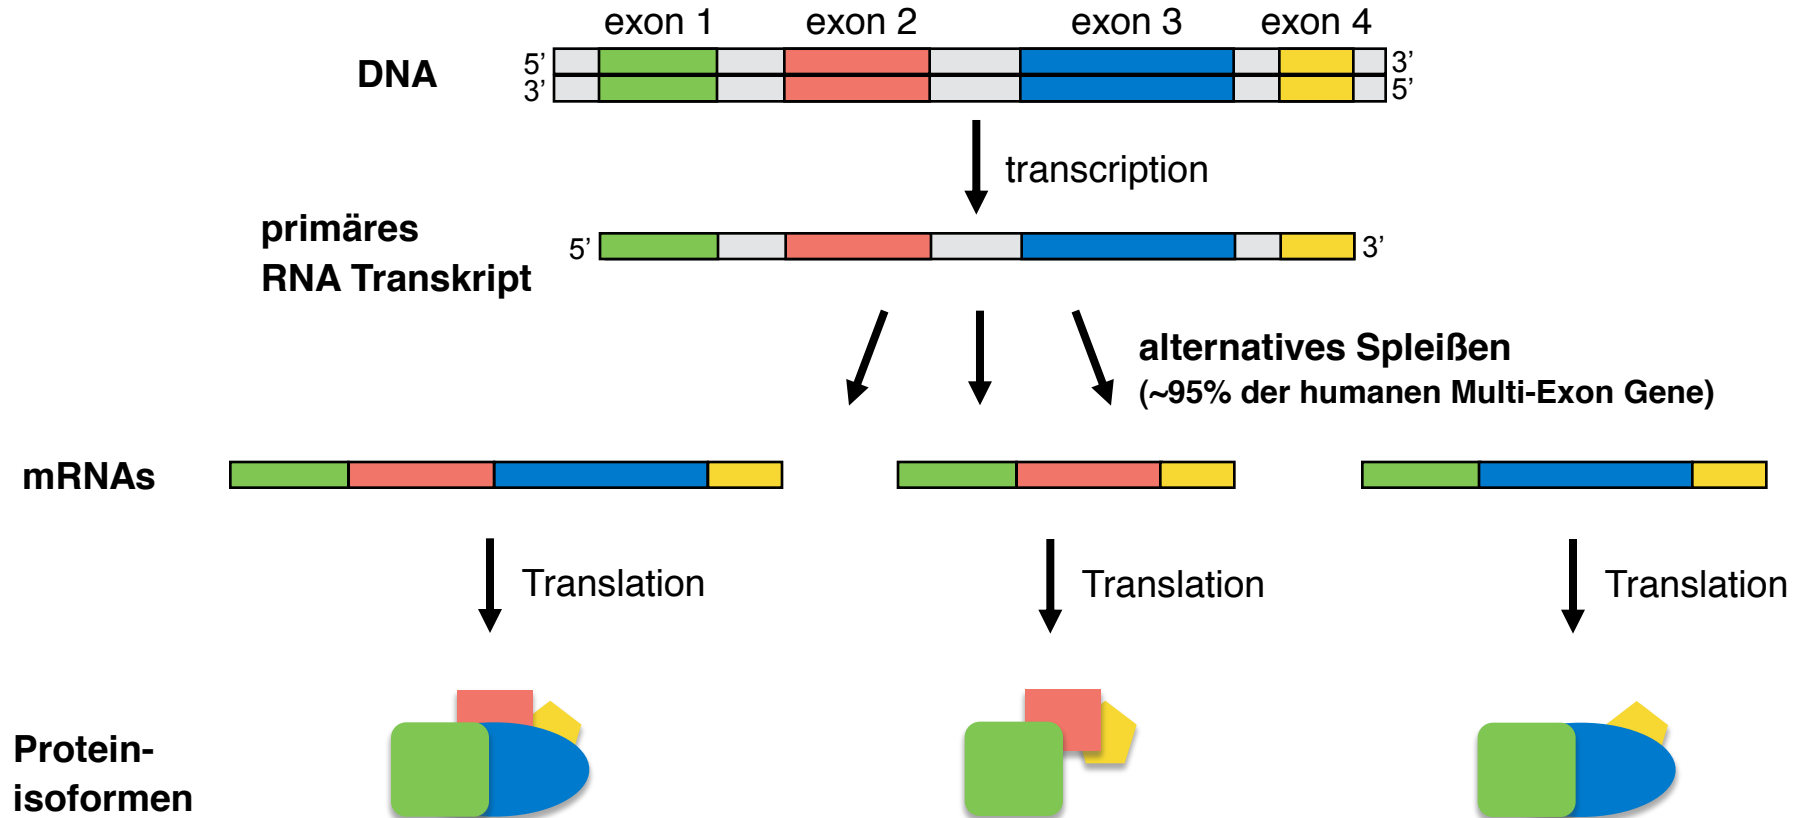 exon 1 exon 2 exon 3 exon 4
DNA 5’ 3’
3’ 5’
transcription
primäres
RNA Transkript
5’ 3’
alternatives Spleißen
(~95% der humanen Multi-Exon Gene)
mRNAs
Translation Translation Translation
Protein-
isoformen